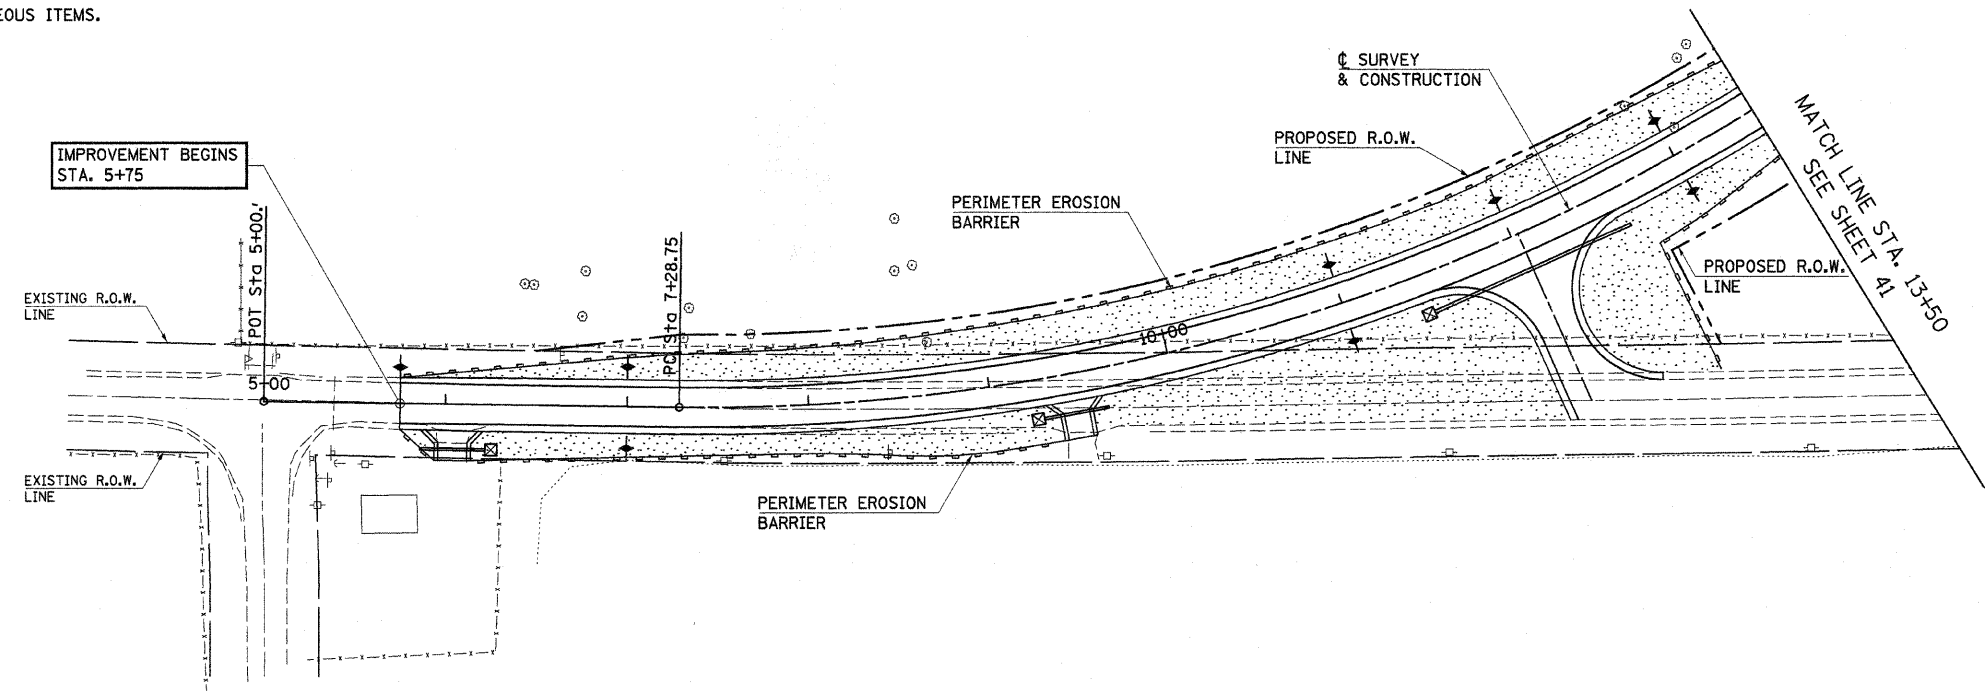 EOUS ITEMS.
℄ SURVEY
& CONSTRUCTION
PROPOSED R.O.W.
LINE
IMPROVEMENT BEGINS
STA. 5+75
PERIMETER EROSION
BARRIER
MATCH LINE STA. 13+50
SEE SHEET 41
POT Sta 5+00.
PC Sta 7+28.75
PROPOSED R.O.W.
LINE
EXISTING R.O.W.
LINE
10+00
5+00
EXISTING R.O.W.
LINE
PERIMETER EROSION
BARRIER